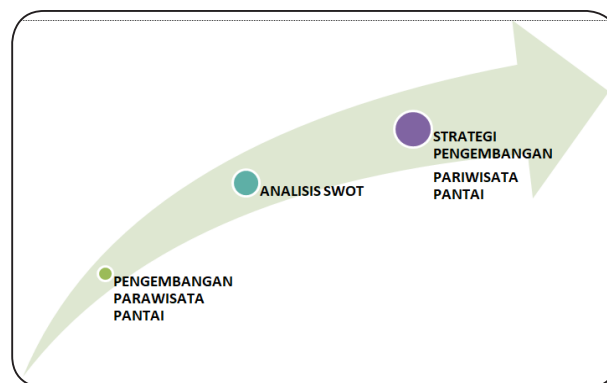 STRATEGI
PENGEMBANGAN
PARIWISATA
PANTAI
ANALISIS SWOT
PENGEMBANGAN
PARAWISATA
PANTAI